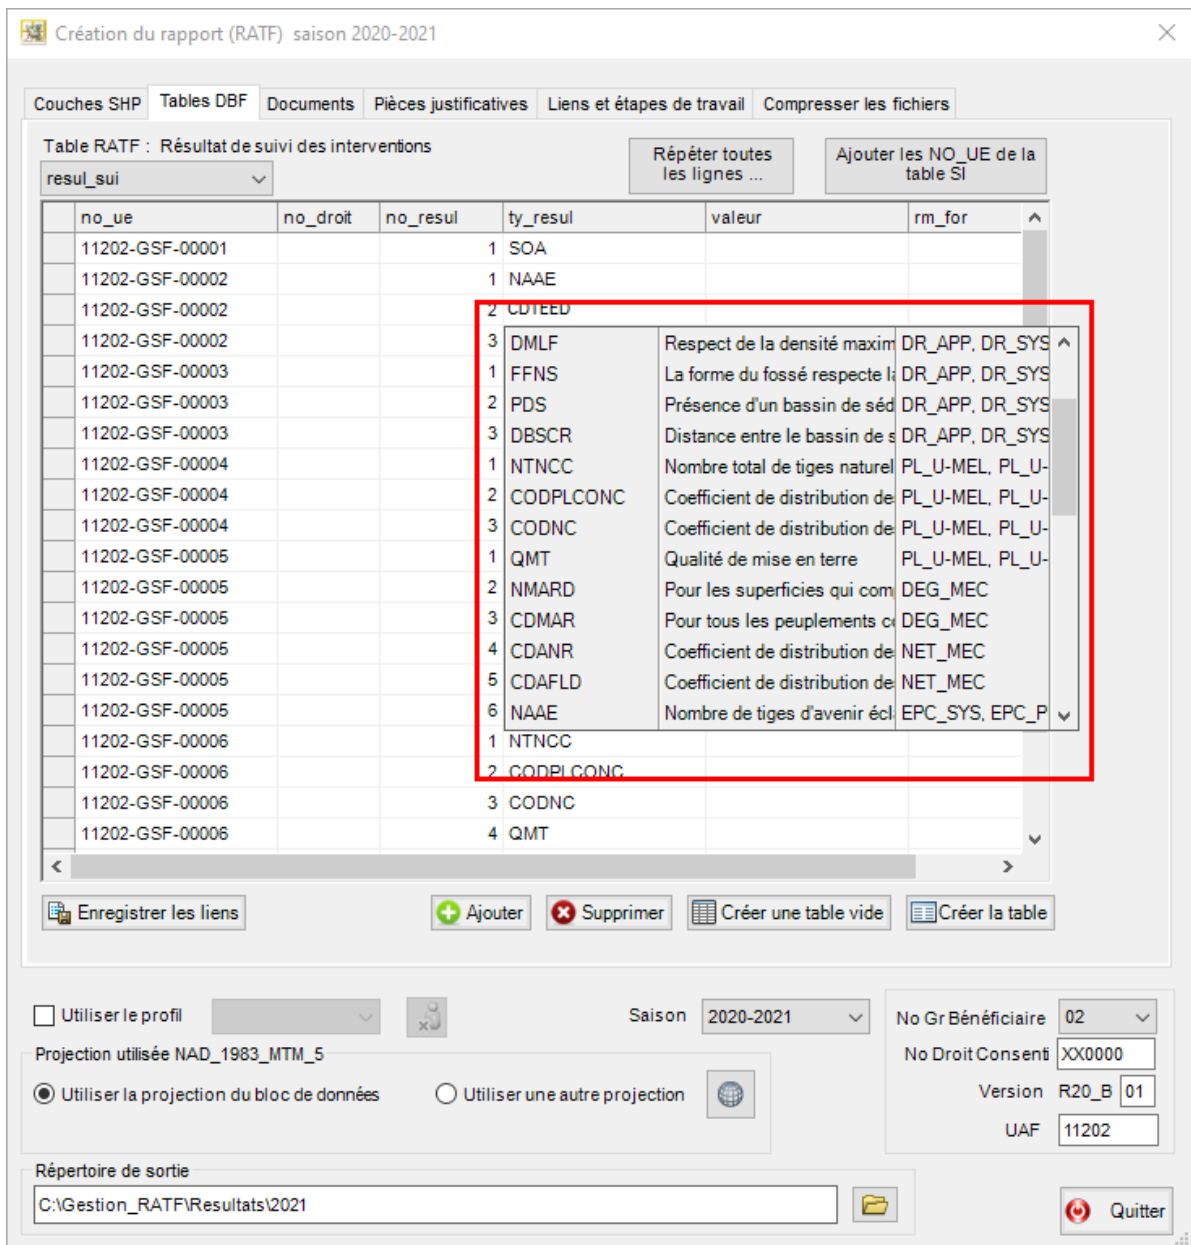 Création du rapport (RATF) saison 2020-2021
Couches SHP Tables DBF Documents Pièces justificatives Liens et étapes de travail Compresser les fichiers
Table RATF : Résultat de suivi des interventions
resul_sui
Répéter toutes les lignes ...
Ajouter les NO_UE de la table SI
no_ue no_droit no_resul ty_resul valeur rm_for
11202-GSF-00001 1 SOA
11202-GSF-00002 1 NAAE
11202-GSF-00002 2 CDTEED
11202-GSF-00002 3 DMLF Respect de la densité maxim DR_APP, DR_SYS
11202-GSF-00003 1 FFNS La forme du fossé respecte la DR_APP, DR_SYS
11202-GSF-00003 2 PDS Présence d'un bassin de séd DR_APP, DR_SYS
11202-GSF-00003 3 DBSCR Distance entre le bassin de s DR_APP, DR_SYS
11202-GSF-00004 1 NTNCC Nombre total de tiges naturel PL_U-MEL, PL_U-
11202-GSF-00004 2 CODPLCONC Coefficient de distribution de PL_U-MEL, PL_U-
11202-GSF-00004 3 CODNC Coefficient de distribution de PL_U-MEL, PL_U-
11202-GSF-00005 1 QMT Qualité de mise en terre PL_U-MEL, PL_U-
11202-GSF-00005 2 NMARD Pour les superficies qui com DEG_MEC
11202-GSF-00005 3 CDMAR Pour tous les peuplements c DEG_MEC
11202-GSF-00005 4 CDANR Coefficient de distribution de NET_MEC
11202-GSF-00005 5 CDAFLD Coefficient de distribution de NET_MEC
11202-GSF-00005 6 NAAE Nombre de tiges d'avenir écl EPC_SYS, EPC_P
11202-GSF-00006 1 NTNCC
11202-GSF-00006 2 CODPLCONC
11202-GSF-00006 3 CODNC
11202-GSF-00006 4 QMT
Enregistrer les liens Ajouter Supprimer Créer une table vide Créer la table
Utiliser le profil
Saison 2020-2021
No Gr Bénéficiaire 02
Projection utilisée NAD_1983_MTM_5
No Droit Consenti XX0000
Utiliser la projection du bloc de données Utiliser une autre projection
Version R20_B 01
UAF 11202
Répertoire de sortie
C:\Gestion_RATF\Resultats\2021
Quitter